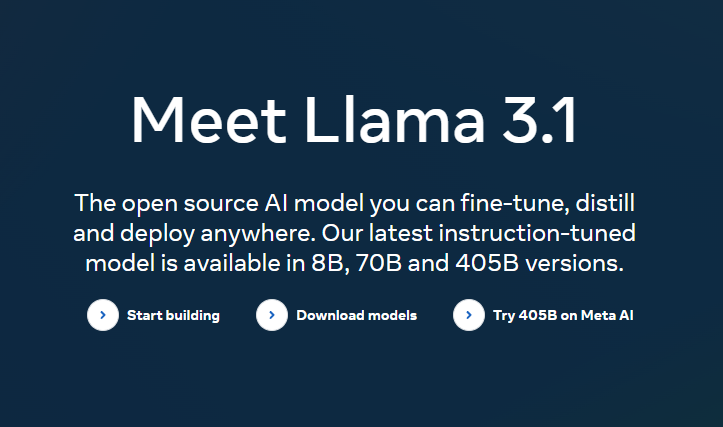 Meet Llama 3.1
The open source AI model you can fine-tune, distill
and deploy anywhere. Our latest instruction-tuned
model is available in 8B, 70B and 405B versions.
Start building
Download models
Try 405B on Meta AI